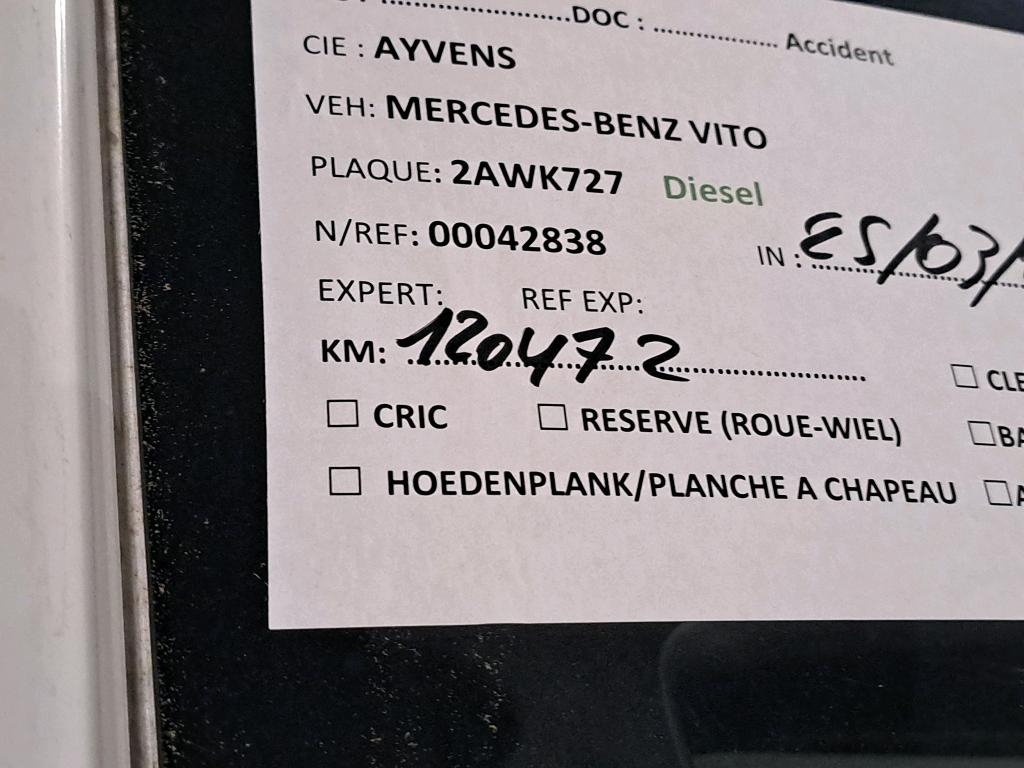 DOC : .................. Accident
CIE : AYVENS
VEH: MERCEDES-BENZ VITO
PLAQUE: 2AWK727 Diesel
N/REF: 00042838 IN :
EXPERT: REF EXP:
KM: 120472
☐ CRIC ☐ RESERVE (ROUE-WIEL)
☐ HOEDENPLANK/PLANCHE A CHAPEAU